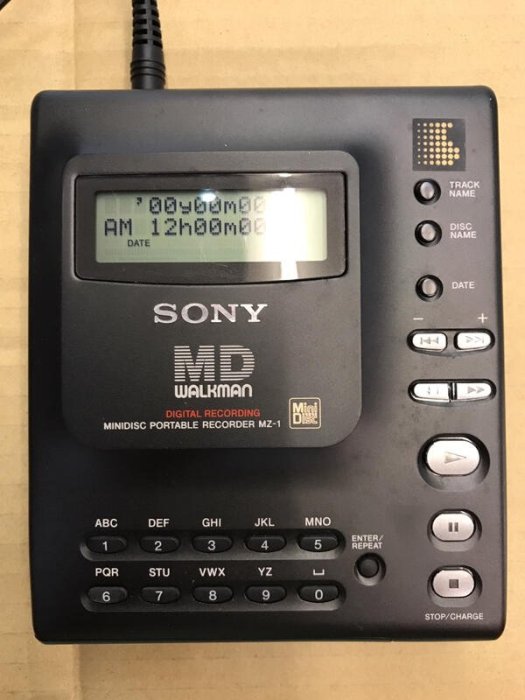 '00y00m00
AM 12h00m00
DATE
SONY
MD
WALKMAN
DIGITAL RECORDING
MINIDISC PORTABLE RECORDER MZ-1
Mini
Disc
TRACK
NAME
DISC
NAME
DATE
− +
ABC DEF GHI JKL MNO
1 2 3 4 5
PQR STU VWX YZ ␣
6 7 8 9 0
ENTER/
REPEAT
STOP/CHARGE